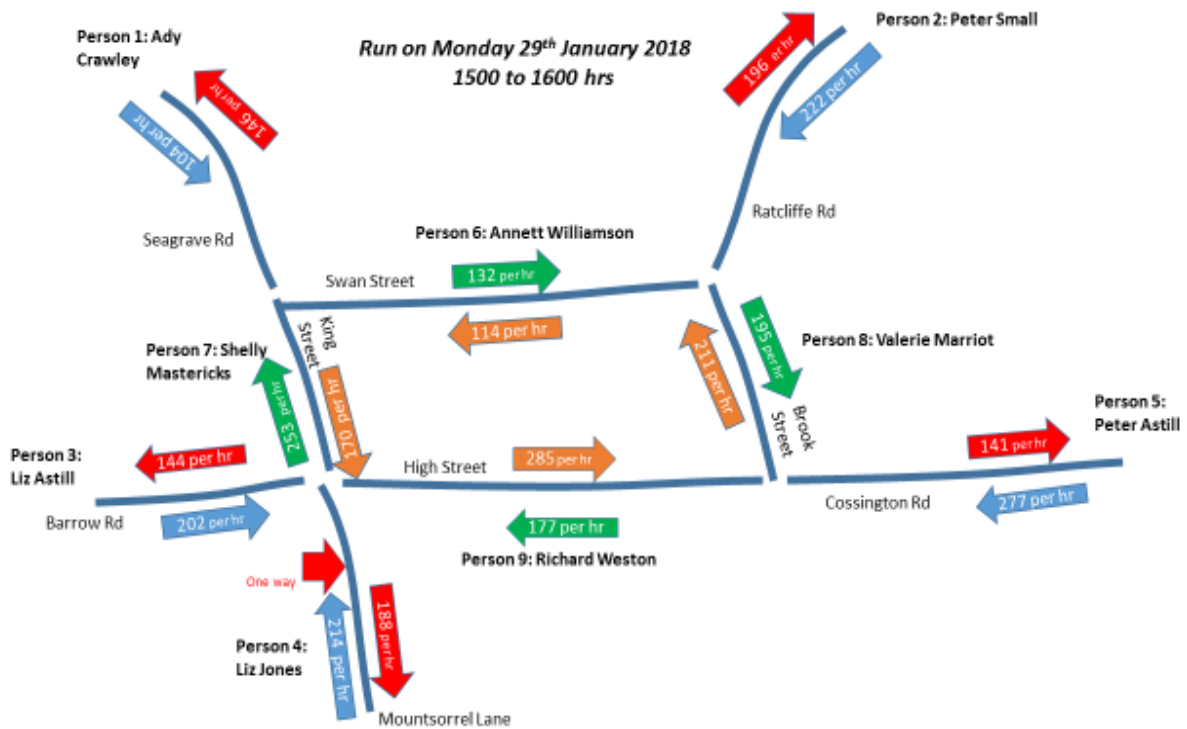 Person 1: Ady
Crawley
Run on Monday 29th January 2018
1500 to 1600 hrs
Person 2: Peter Small
146 per hr
104 per hr
196 er hr
222 per hr
Seagrave Rd
Ratcliffe Rd
Person 6: Annett Williamson
132 per hr
Swan Street
114 per hr
King
Street
Person 7: Shelly
Mastericks
253 per hr
170 per hr
211 per hr
195 per hr
Person 8: Valerie Marriot
Brook
Street
Person 5:
Peter Astill
141 per hr
Person 3:
Liz Astill
144 per hr
High Street
285 per hr
277 per hr
Cossington Rd
Barrow Rd
202 per hr
177 per hr
Person 9: Richard Weston
One way
188 per hr
214 per hr
Person 4:
Liz Jones
Mountsorrel Lane